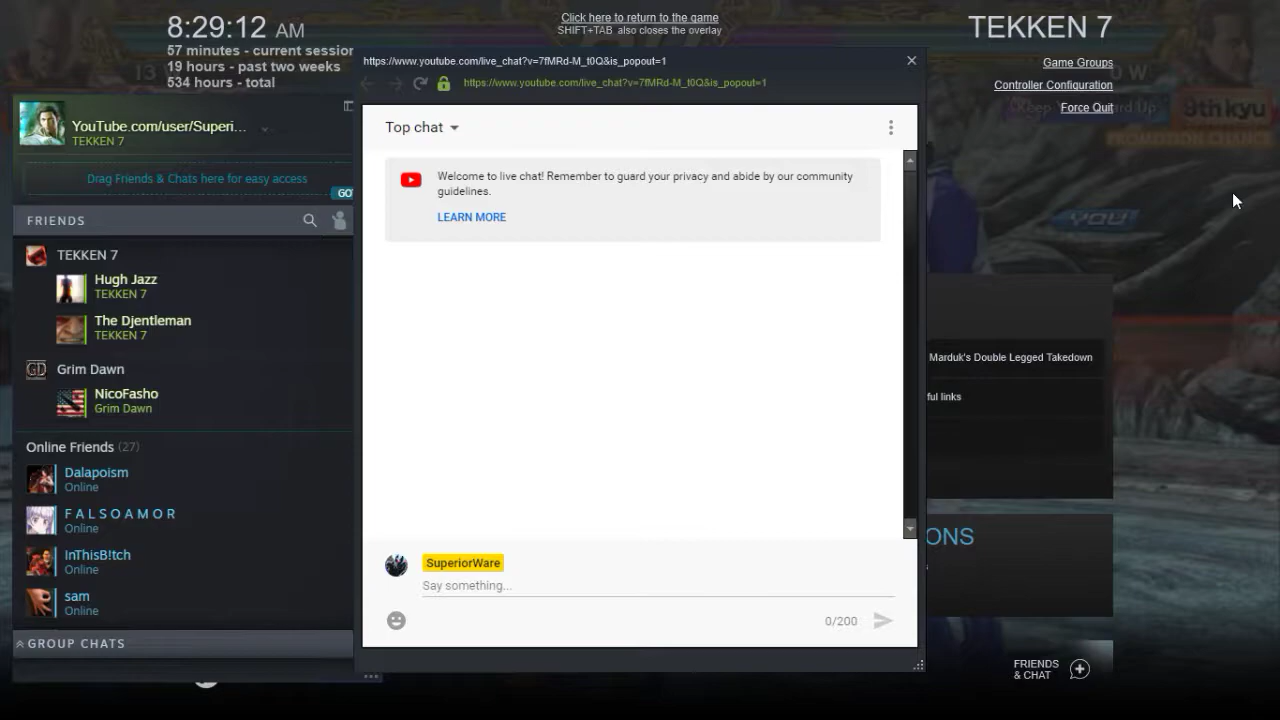 8:29:12 AM
57 minutes - current session
19 hours - past two weeks
534 hours - total
Click here to return to the game
SHIFT+TAB also closes the overlay
TEKKEN 7
Game Groups
Controller Configuration
Force Quit
9th kyu
PROMOTION CHANCE
YOU
YouTube.com/user/Superi...
TEKKEN 7
Drag Friends & Chats here for easy access
GO
FRIENDS
TEKKEN 7
Hugh Jazz
TEKKEN 7
The Djentleman
TEKKEN 7
GD
Grim Dawn
NicoFasho
Grim Dawn
Online Friends (27)
Dalapoism
Online
F A L S O A M O R
Online
InThisB!tch
Online
sam
Online
GROUP CHATS
https://www.youtube.com/live_chat?v=7fMRd-M_t0Q&is_popout=1
https://www.youtube.com/live_chat?v=7fMRd-M_t0Q&is_popout=1
Top chat
Welcome to live chat! Remember to guard your privacy and abide by our community
guidelines.
LEARN MORE
SuperiorWare
Say something...
0/200
Marduk's Double Legged Takedown
ful links
ONS
FRIENDS
& CHAT